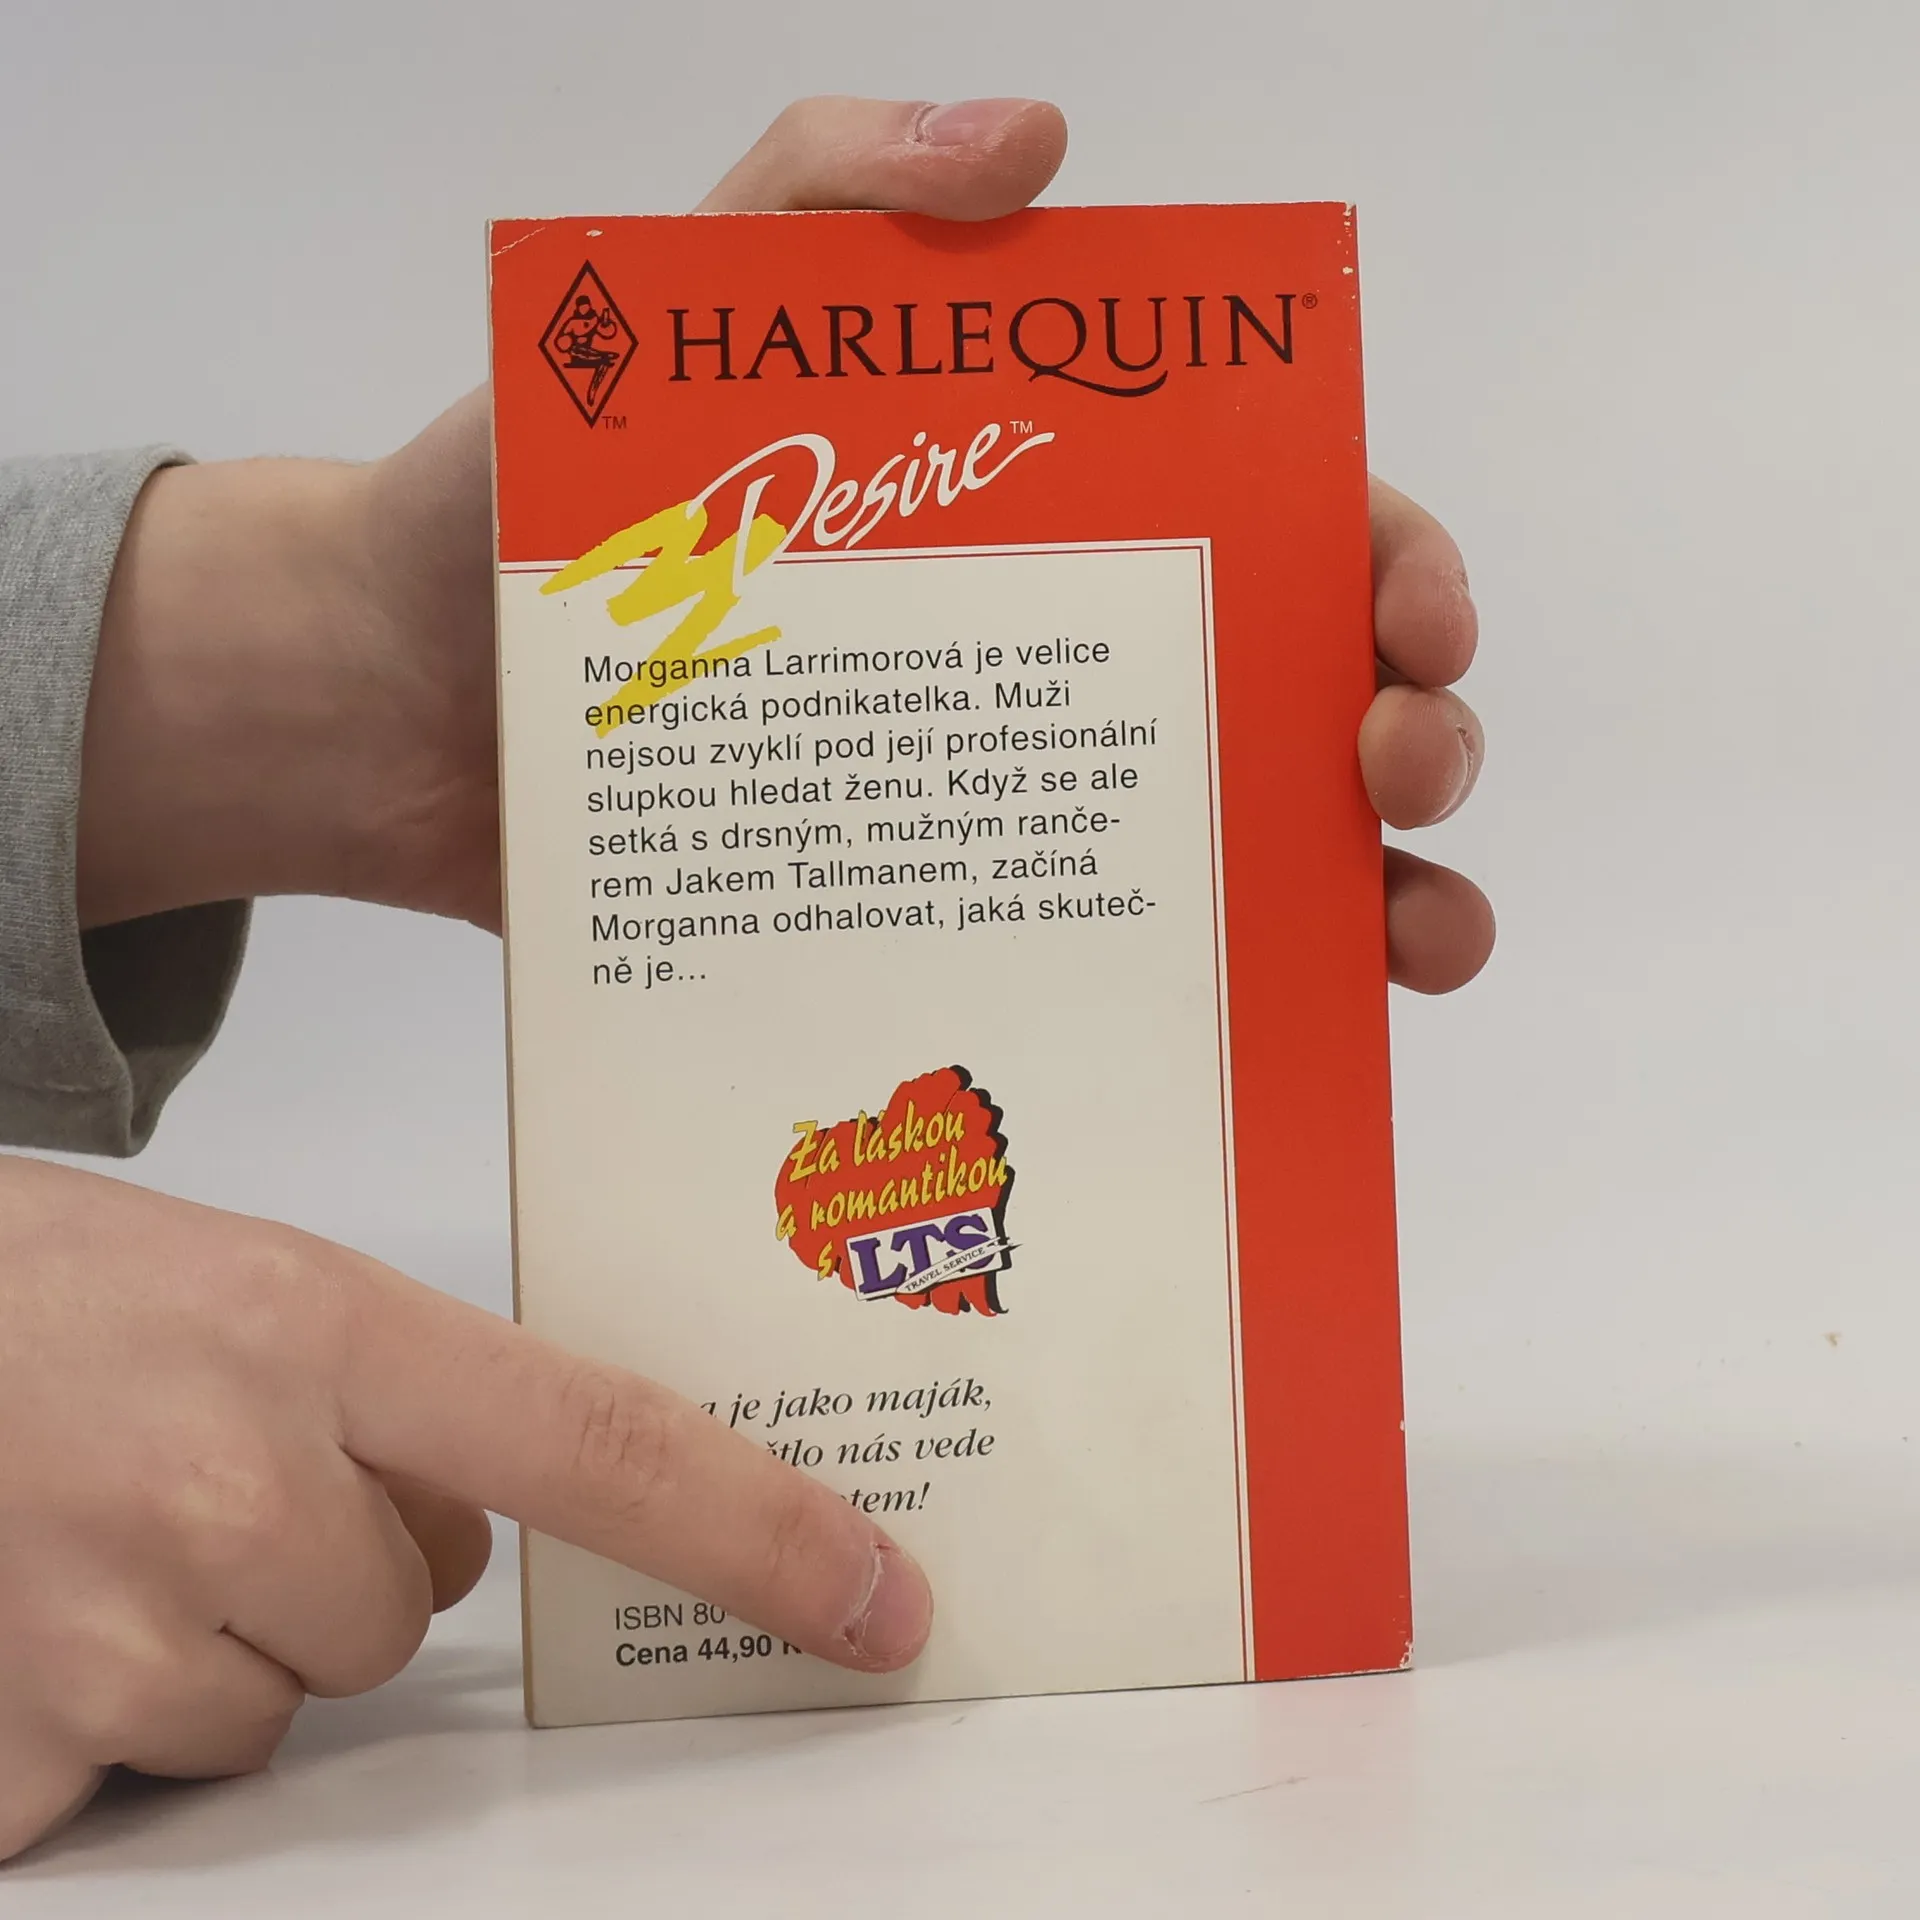 HARLEQUIN®
TM
Desire™
Morganna Larrimorová je velice
energická podnikatelka. Muži
nejsou zvyklí pod její profesionální
slupkou hledat ženu. Když se ale
setká s drsným, mužným ranče-
rem Jakem Tallmanem, začíná
Morganna odhalovat, jaká skuteč-
ně je...
Za láskou
a romantikou
s LTS
TRAVEL SERVICE
je jako maják,
nás vede
ISBN 80-
Cena 44,90